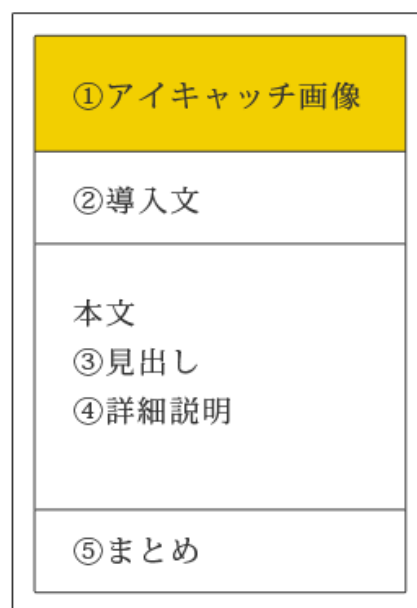 ①アイキャッチ画像
②導入文
本文
③見出し
④詳細説明
⑤まとめ